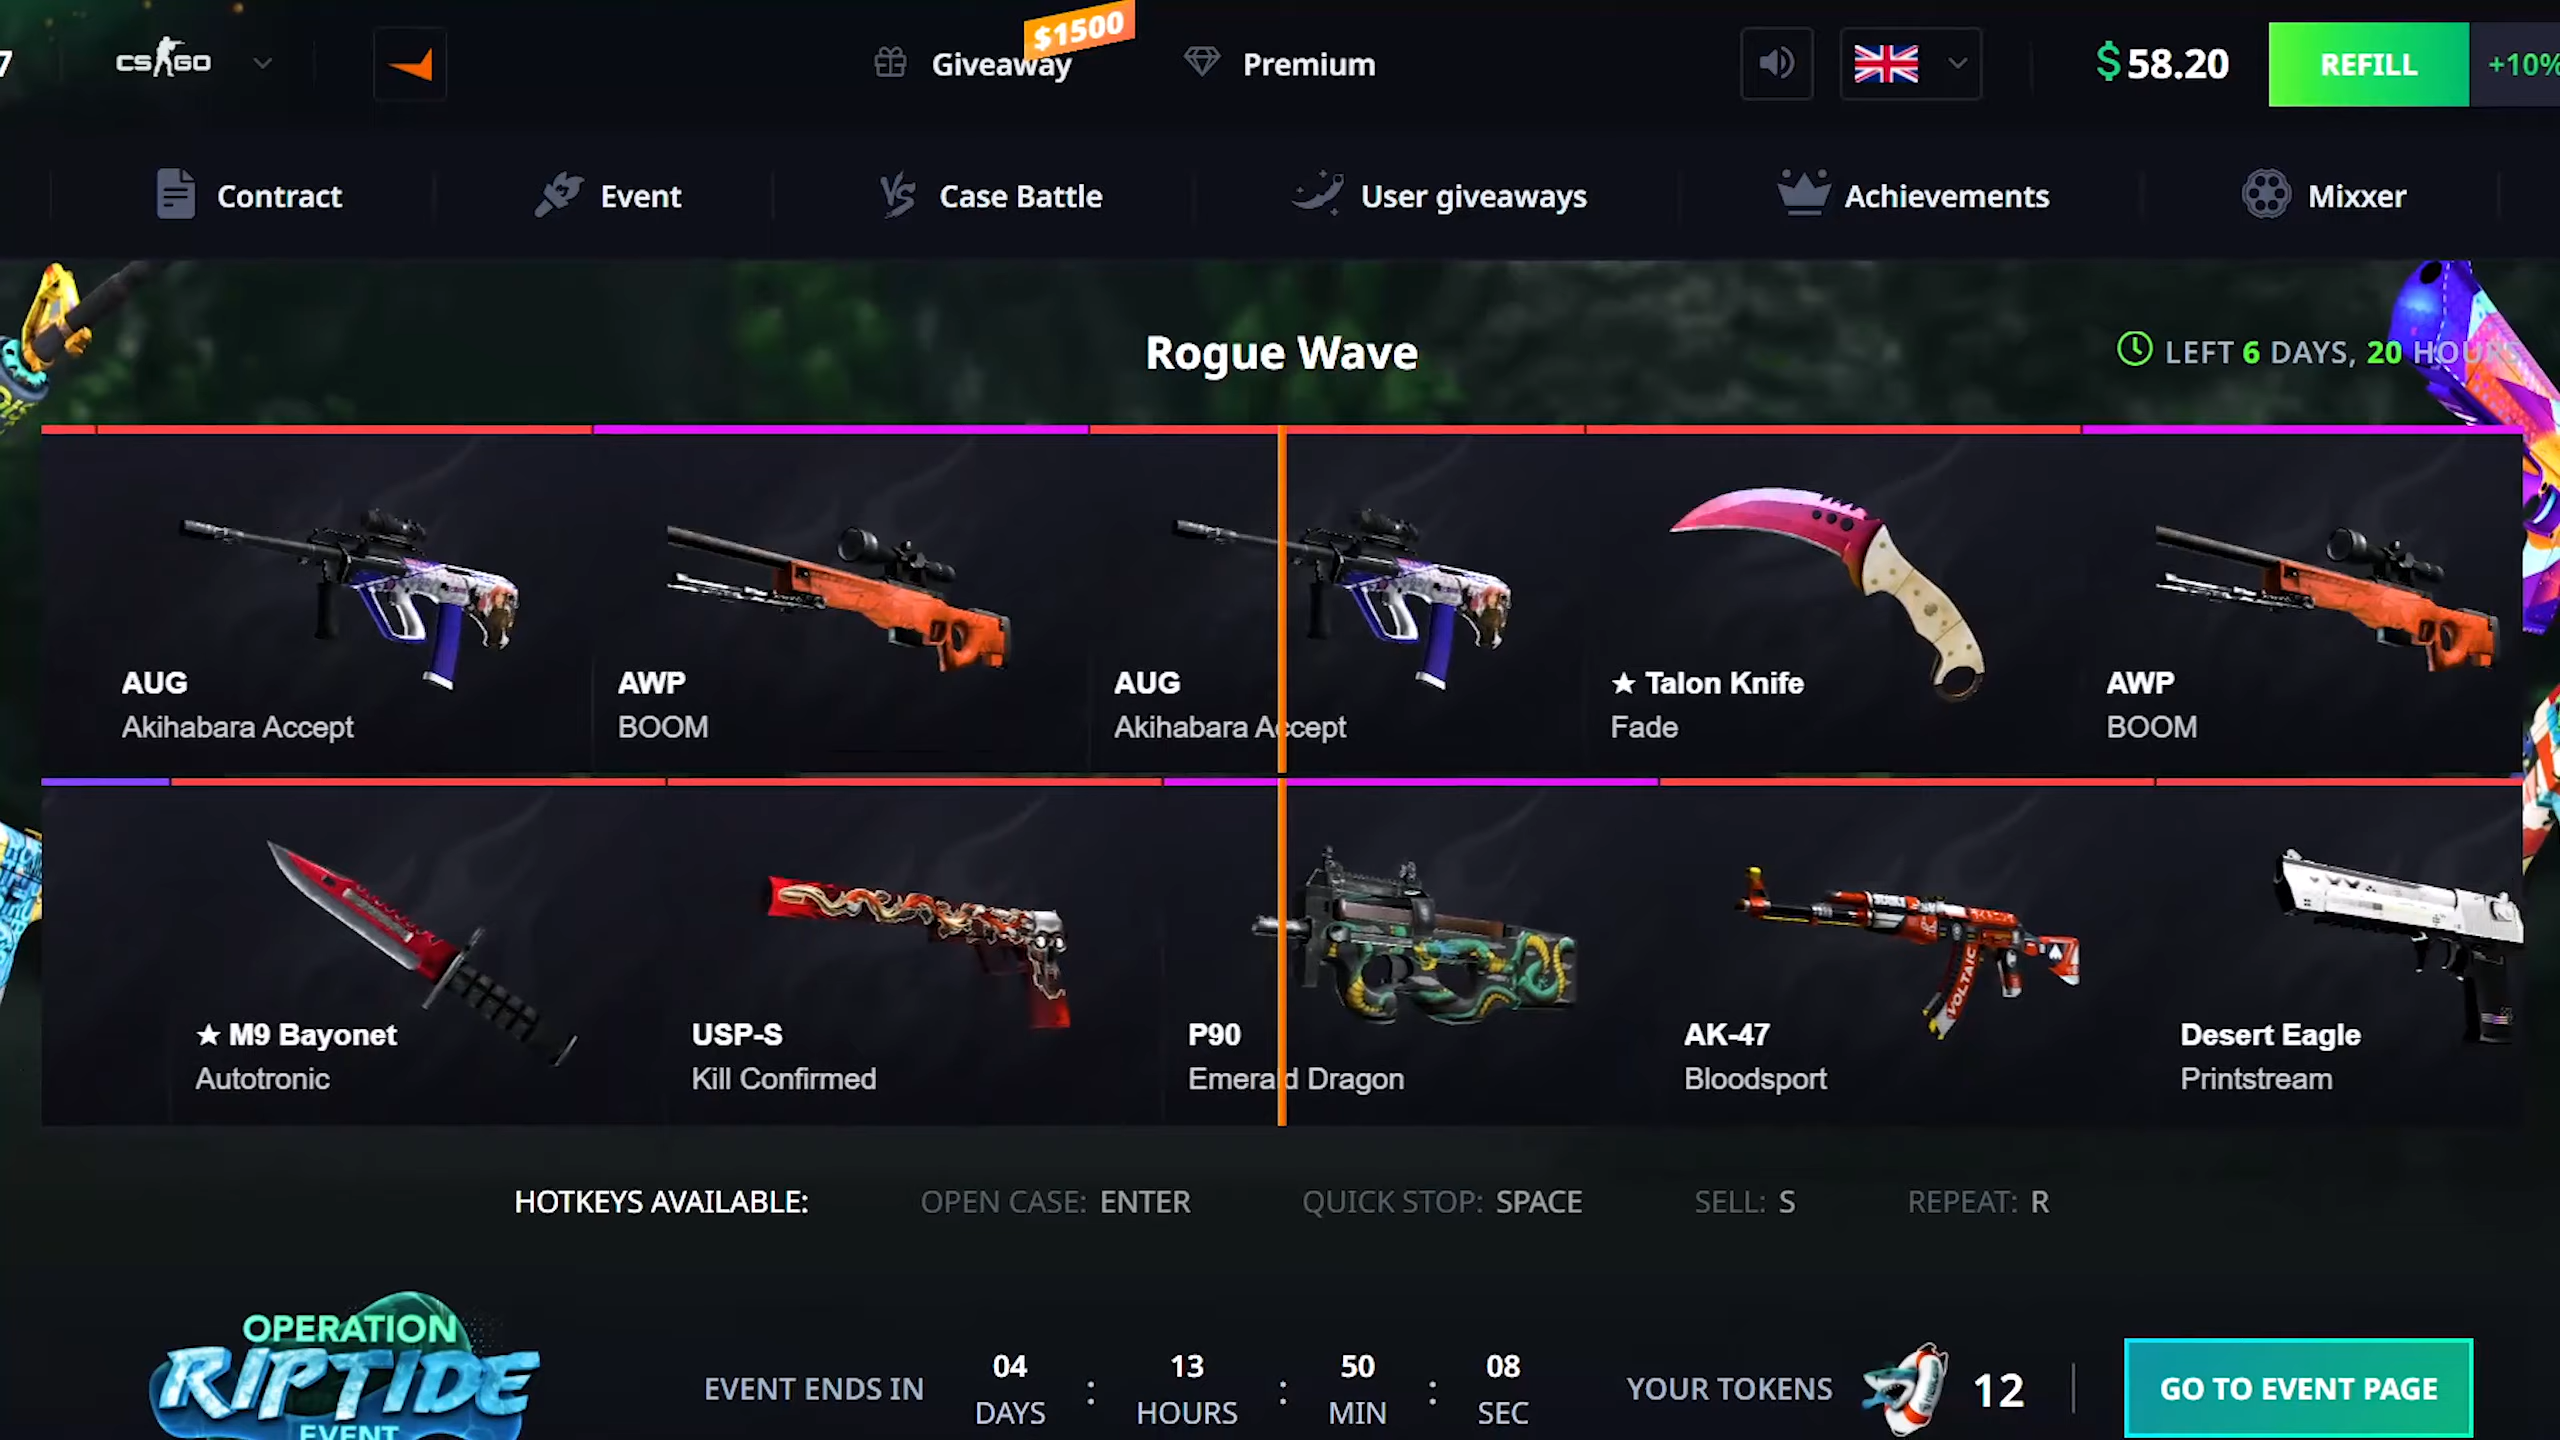 7
CS GO
Giveaway
$1500
Premium
$58.20
REFILL
+10%
Contract
Event
VS
Case Battle
User giveaways
Achievements
Mixxer
Rogue Wave
LEFT 6 DAYS, 20 HOURS
AUG
Akihabara Accept
AWP
BOOM
AUG
Akihabara Accept
★ Talon Knife
Fade
AWP
BOOM
★ M9 Bayonet
Autotronic
USP-S
Kill Confirmed
P90
Emerald Dragon
VOLTAIC
AK-47
Bloodsport
Desert Eagle
Printstream
HOTKEYS AVAILABLE:
OPEN CASE: ENTER
QUICK STOP: SPACE
SELL: S
REPEAT: R
OPERATION
RIPTIDE
EVENT
EVENT ENDS IN
04 : 13 : 50 : 08
DAYS HOURS MIN SEC
YOUR TOKENS
12
GO TO EVENT PAGE